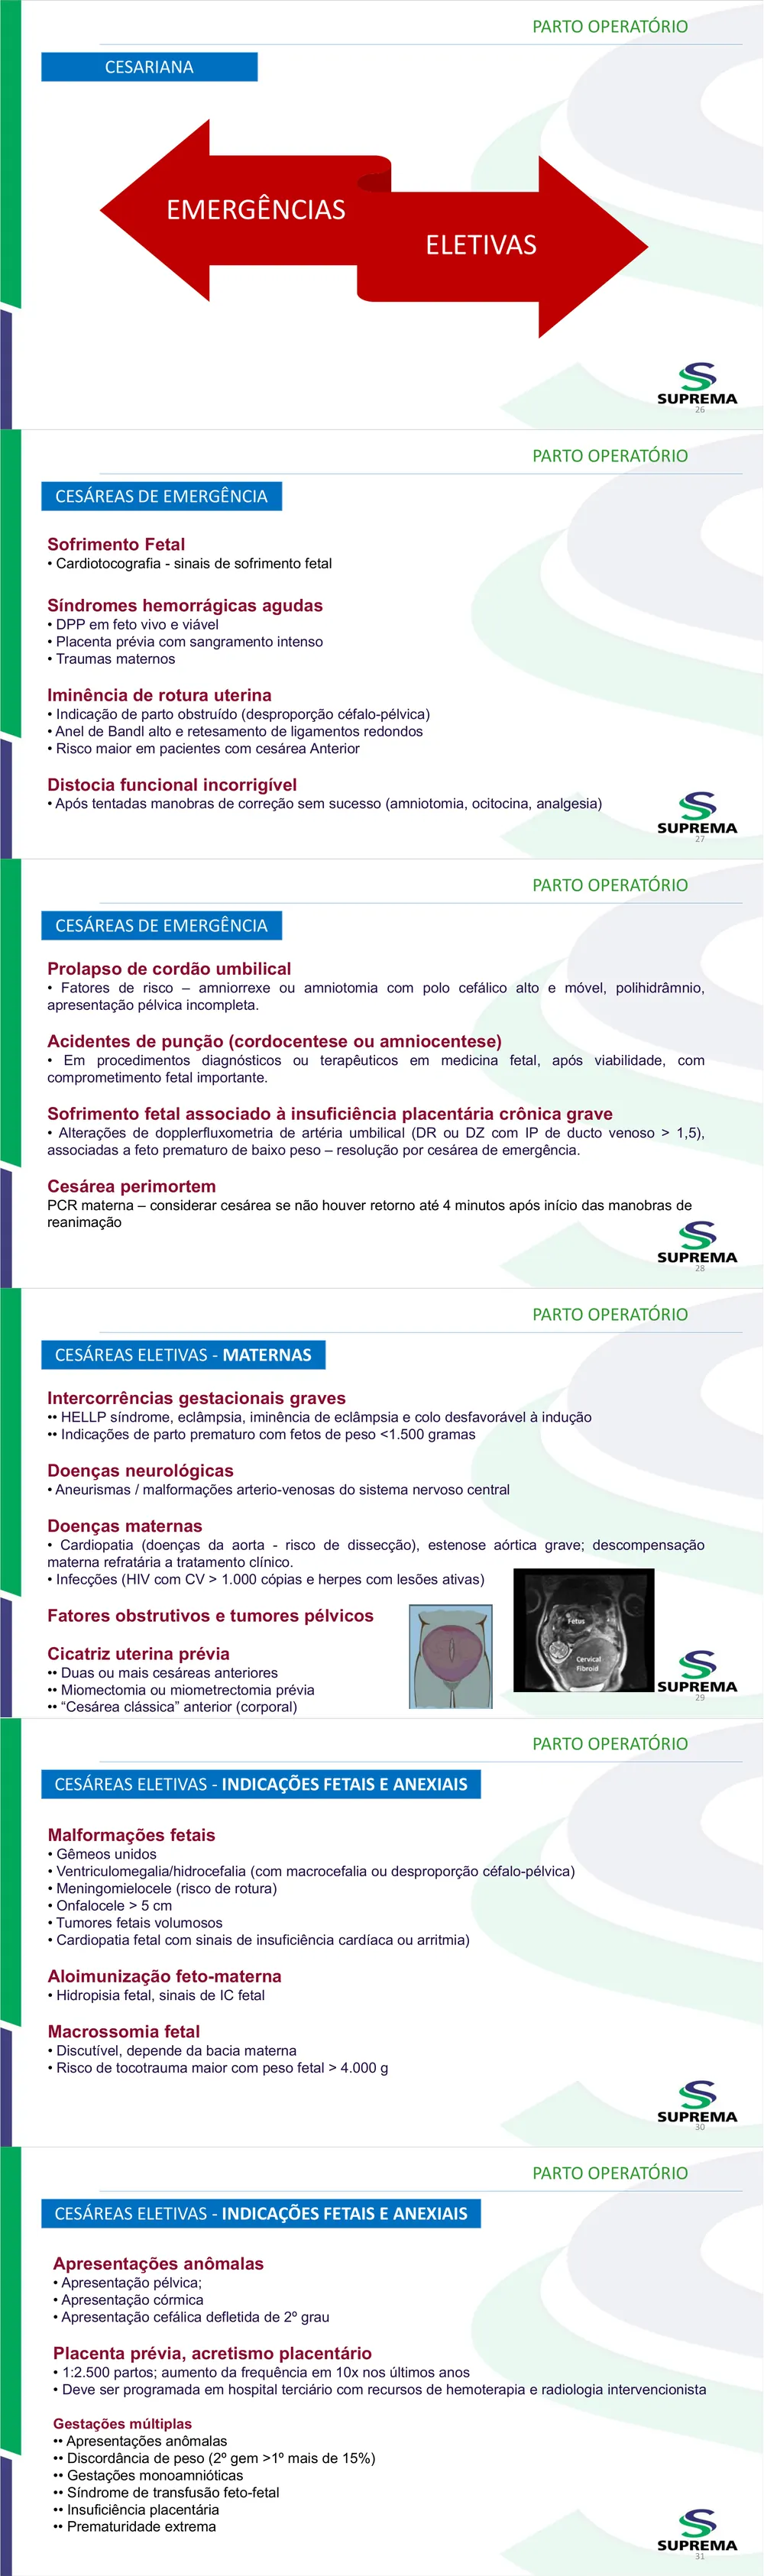 PARTO OPERATÓRIO
CESARIANA
EMERGÊNCIAS
ELETIVAS
SUPREMA
26
PARTO OPERATÓRIO
CESÁREAS DE EMERGÊNCIA
Sofrimento Fetal
• Cardiotocografia - sinais de sofrimento fetal
Síndromes hemorrágicas agudas
• DPP em feto vivo e viável
• Placenta prévia com sangramento intenso
• Traumas maternos
Iminência de rotura uterina
• Indicação de parto obstruído (desproporção céfalo-pélvica)
• Anel de Bandl alto e retesamento de ligamentos redondos
• Risco maior em pacientes com cesárea Anterior
Distocia funcional incorrigível
• Após tentadas manobras de correção sem sucesso (amniotomia, ocitocina, analgesia)
SUPREMA
27
PARTO OPERATÓRIO
CESÁREAS DE EMERGÊNCIA
Prolapso de cordão umbilical
• Fatores de risco – amniorrexe ou amniotomia com polo cefálico alto e móvel, polihidrâmnio,
apresentação pélvica incompleta.
Acidentes de punção (cordocentese ou amniocentese)
• Em procedimentos diagnósticos ou terapêuticos em medicina fetal, após viabilidade, com
comprometimento fetal importante.
Sofrimento fetal associado à insuficiência placentária crônica grave
• Alterações de dopplerfluxometria de artéria umbilical (DR ou DZ com IP de ducto venoso > 1,5),
associadas a feto prematuro de baixo peso – resolução por cesárea de emergência.
Cesárea perimortem
PCR materna – considerar cesárea se não houver retorno até 4 minutos após início das manobras de
reanimação
SUPREMA
28
PARTO OPERATÓRIO
CESÁREAS ELETIVAS - MATERNAS
Intercorrências gestacionais graves
•• HELLP síndrome, eclâmpsia, iminência de eclâmpsia e colo desfavorável à indução
•• Indicações de parto prematuro com fetos de peso <1.500 gramas
Doenças neurológicas
• Aneurismas / malformações arterio-venosas do sistema nervoso central
Doenças maternas
• Cardiopatia (doenças da aorta - risco de dissecção), estenose aórtica grave; descompensação
materna refratária a tratamento clínico.
• Infecções (HIV com CV > 1.000 cópias e herpes com lesões ativas)
Fatores obstrutivos e tumores pélvicos
Fetus
Cervical
Fibroid
Cicatriz uterina prévia
•• Duas ou mais cesáreas anteriores
•• Miomectomia ou miometrectomia prévia
•• “Cesárea clássica” anterior (corporal)
SUPREMA
29
PARTO OPERATÓRIO
CESÁREAS ELETIVAS - INDICAÇÕES FETAIS E ANEXIAIS
Malformações fetais
• Gêmeos unidos
• Ventriculomegalia/hidrocefalia (com macrocefalia ou desproporção céfalo-pélvica)
• Meningomielocele (risco de rotura)
• Onfalocele > 5 cm
• Tumores fetais volumosos
• Cardiopatia fetal com sinais de insuficiência cardíaca ou arritmia)
Aloimunização feto-materna
• Hidropisia fetal, sinais de IC fetal
Macrossomia fetal
• Discutível, depende da bacia materna
• Risco de tocotrauma maior com peso fetal > 4.000 g
SUPREMA
30
PARTO OPERATÓRIO
CESÁREAS ELETIVAS - INDICAÇÕES FETAIS E ANEXIAIS
Apresentações anômalas
• Apresentação pélvica;
• Apresentação córmica
• Apresentação cefálica defletida de 2º grau
Placenta prévia, acretismo placentário
• 1:2.500 partos; aumento da frequência em 10x nos últimos anos
• Deve ser programada em hospital terciário com recursos de hemoterapia e radiologia intervencionista
Gestações múltiplas
•• Apresentações anômalas
•• Discordância de peso (2º gem >1º mais de 15%)
•• Gestações monoamnióticas
•• Síndrome de transfusão feto-fetal
•• Insuficiência placentária
•• Prematuridade extrema
SUPREMA
31